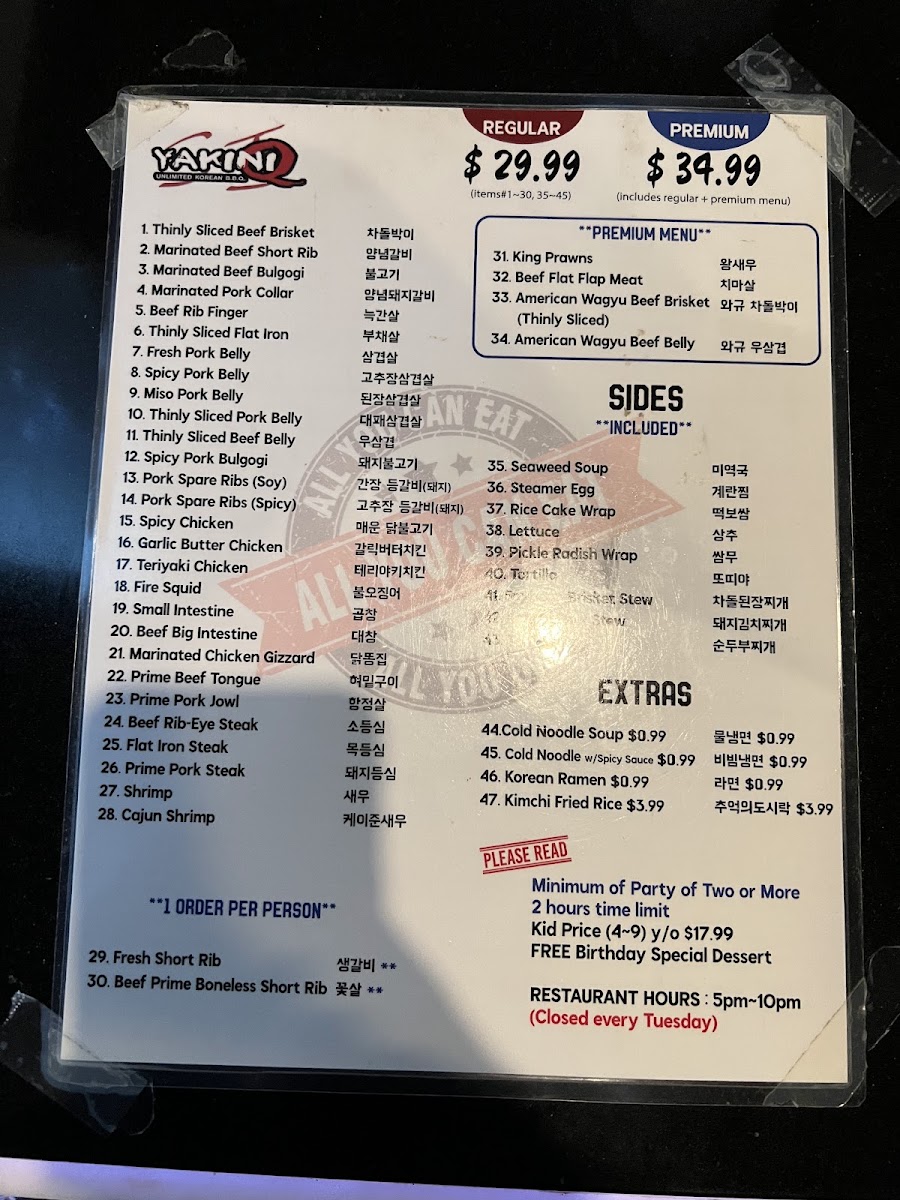 YAKINIQ
UNLIMITED KOREAN B.B.Q.
REGULAR
$ 29.99
(items#1~30, 35~45)
PREMIUM
$ 34.99
(includes regular + premium menu)
1. Thinly Sliced Beef Brisket 차돌박이
2. Marinated Beef Short Rib 양념갈비
3. Marinated Beef Bulgogi 불고기
4. Marinated Pork Collar 양념돼지갈비
5. Beef Rib Finger 늑간살
6. Thinly Sliced Flat Iron 부채살
7. Fresh Pork Belly 삼겹살
8. Spicy Pork Belly 고추장삼겹살
9. Miso Pork Belly 된장삼겹살
10. Thinly Sliced Pork Belly 대패삼겹살
11. Thinly Sliced Beef Belly 우삼겹
12. Spicy Pork Bulgogi 돼지불고기
13. Pork Spare Ribs (Soy) 간장 등갈비(돼지)
14. Pork Spare Ribs (Spicy) 고추장 등갈비(돼지)
15. Spicy Chicken 매운 닭불고기
16. Garlic Butter Chicken 갈릭버터치킨
17. Teriyaki Chicken 테리야키치킨
18. Fire Squid 불오징어
19. Small Intestine 곱창
20. Beef Big Intestine 대창
21. Marinated Chicken Gizzard 닭똥집
22. Prime Beef Tongue 혀밑구이
23. Prime Pork Jowl 항정살
24. Beef Rib-Eye Steak 소등심
25. Flat Iron Steak 목등심
26. Prime Pork Steak 돼지등심
27. Shrimp 새우
28. Cajun Shrimp 케이준새우
**1 ORDER PER PERSON**
29. Fresh Short Rib 생갈비 **
30. Beef Prime Boneless Short Rib 꽃살 **
**PREMIUM MENU**
31. King Prawns 왕새우
32. Beef Flat Flap Meat 치마살
33. American Wagyu Beef Brisket 와규 차돌박이
(Thinly Sliced)
34. American Wagyu Beef Belly 와규 우삼겹
SIDES
**INCLUDED**
35. Seaweed Soup 미역국
36. Steamer Egg 계란찜
37. Rice Cake Wrap 떡보쌈
38. Lettuce 상추
39. Pickle Radish Wrap 쌈무
40. Tortilla 또띠야
41. Brisket Stew 차돌된장찌개
Stew 돼지김치찌개
순두부찌개
EXTRAS
44.Cold Noodle Soup $0.99 물냉면 $0.99
45. Cold Noodle w/Spicy Sauce $0.99 비빔냉면 $0.99
46. Korean Ramen $0.99 라면 $0.99
47. Kimchi Fried Rice $3.99 추억의도시락 $3.99
PLEASE READ
Minimum of Party of Two or More
2 hours time limit
Kid Price (4~9) y/o $17.99
FREE Birthday Special Dessert
RESTAURANT HOURS : 5pm~10pm
(Closed every Tuesday)
ALL YOU CAN EAT
ALL YOU C
ALL YOU